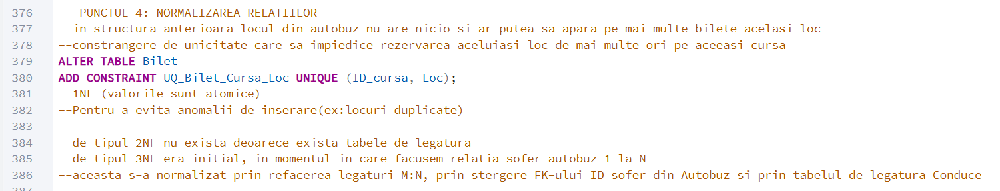 376 -- PUNCTUL 4: NORMALIZAREA RELATIILOR
377 --in structura anterioara locul din autobuz nu are nicio si ar putea sa apara pe mai multe bilete acelasi loc
378 --constrangere de unicitate care sa impiedice rezervarea aceluiasi loc de mai multe ori pe aceeasi cursa
379 ALTER TABLE Bilet
380 ADD CONSTRAINT UQ_Bilet_Cursa_Loc UNIQUE (ID_cursa, Loc);
381 --1NF (valorile sunt atomice)
382 --Pentru a evita anomalii de inserare(ex:locuri duplicate)
383
384 --de tipul 2NF nu exista deoarece exista tabele de legatura
385 --de tipul 3NF era initial, in momentul in care facusem relatia sofer-autobuz 1 la N
386 --aceasta s-a normalizat prin refacerea legaturi M:N, prin stergere FK-ului ID_sofer din Autobuz si prin tabelul de legatura Conduce
387